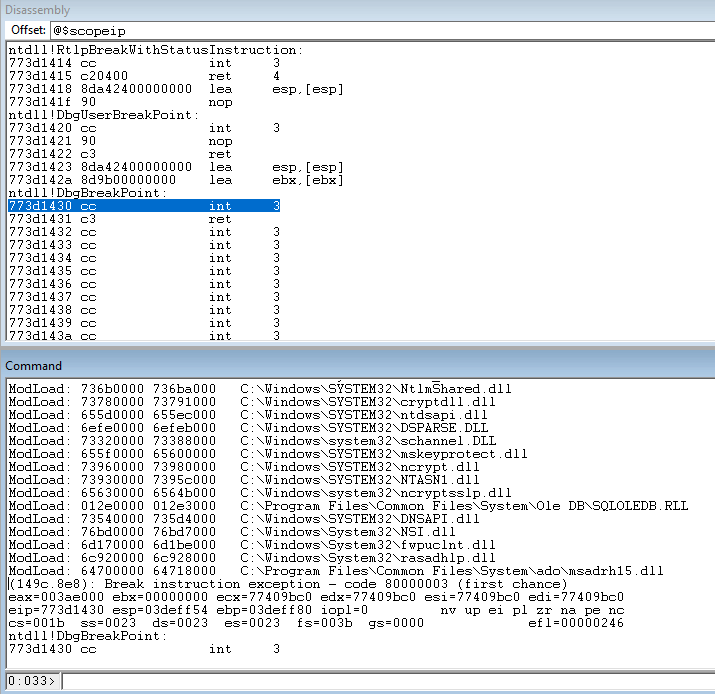 Disassembly
Offset: @$scopeip
ntdll!RtlpBreakWithStatusInstruction:
773d1414 cc int 3
773d1415 c20400 ret 4
773d1418 8da42400000000 lea esp,[esp]
773d141f 90 nop
ntdll!DbgUserBreakPoint:
773d1420 cc int 3
773d1421 90 nop
773d1422 c3 ret
773d1423 8da42400000000 lea esp,[esp]
773d142a 8d9b00000000 lea ebx,[ebx]
ntdll!DbgBreakPoint:
773d1430 cc int 3
773d1431 c3 ret
773d1432 cc int 3
773d1433 cc int 3
773d1434 cc int 3
773d1435 cc int 3
773d1436 cc int 3
773d1437 cc int 3
773d1438 cc int 3
773d1439 cc int 3
773d143a cc int 3
Command
ModLoad: 736b0000 736ba000 C:\Windows\SYSTEM32\NtlmShared.dll
ModLoad: 73780000 73791000 C:\Windows\SYSTEM32\cryptdll.dll
ModLoad: 655d0000 655ec000 C:\Windows\SYSTEM32\ntdsapi.dll
ModLoad: 6efe0000 6efeb000 C:\Windows\SYSTEM32\DSPARSE.DLL
ModLoad: 73320000 73388000 C:\Windows\system32\schannel.DLL
ModLoad: 655f0000 65600000 C:\Windows\SYSTEM32\mskeyprotect.dll
ModLoad: 73960000 73980000 C:\Windows\SYSTEM32\ncrypt.dll
ModLoad: 73930000 7395c000 C:\Windows\SYSTEM32\NTASN1.dll
ModLoad: 65630000 6564b000 C:\Windows\system32\ncryptsslp.dll
ModLoad: 012e0000 012e3000 C:\Program Files\Common Files\System\Ole DB\SQLOLEDB.RLL
ModLoad: 73540000 735d4000 C:\Windows\SYSTEM32\DNSAPI.dll
ModLoad: 76bd0000 76bd7000 C:\Windows\system32\NSI.dll
ModLoad: 6d170000 6d1be000 C:\Windows\System32\fwpuclnt.dll
ModLoad: 6c920000 6c928000 C:\Windows\System32\rasadhlp.dll
ModLoad: 64700000 64718000 C:\Program Files\Common Files\System\ado\msadrh15.dll
(149c.8e8): Break instruction exception - code 80000003 (first chance)
eax=003ae000 ebx=00000000 ecx=77409bc0 edx=77409bc0 esi=77409bc0 edi=77409bc0
eip=773d1430 esp=03deff54 ebp=03deff80 iopl=0 nv up ei pl zr na pe nc
cs=001b ss=0023 ds=0023 es=0023 fs=003b gs=0000 efl=00000246
ntdll!DbgBreakPoint:
773d1430 cc int 3
0:033>